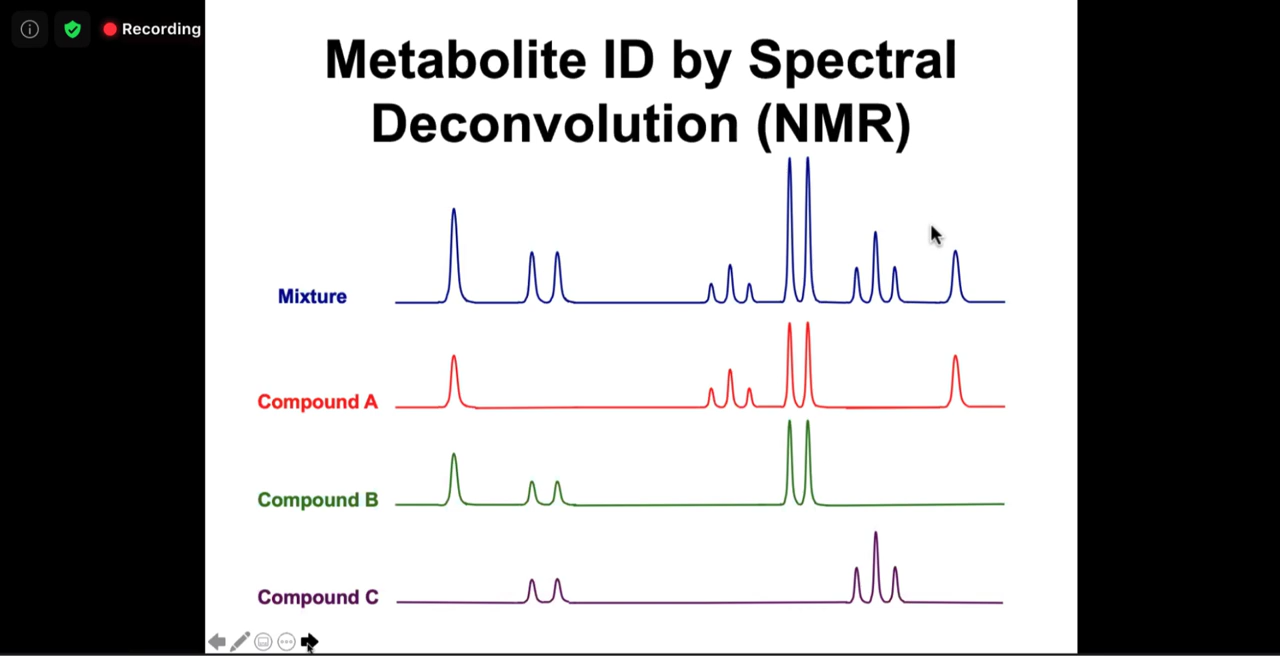 Recording
Metabolite ID by Spectral
Deconvolution (NMR)
Mixture
Compound A
Compound B
Compound C